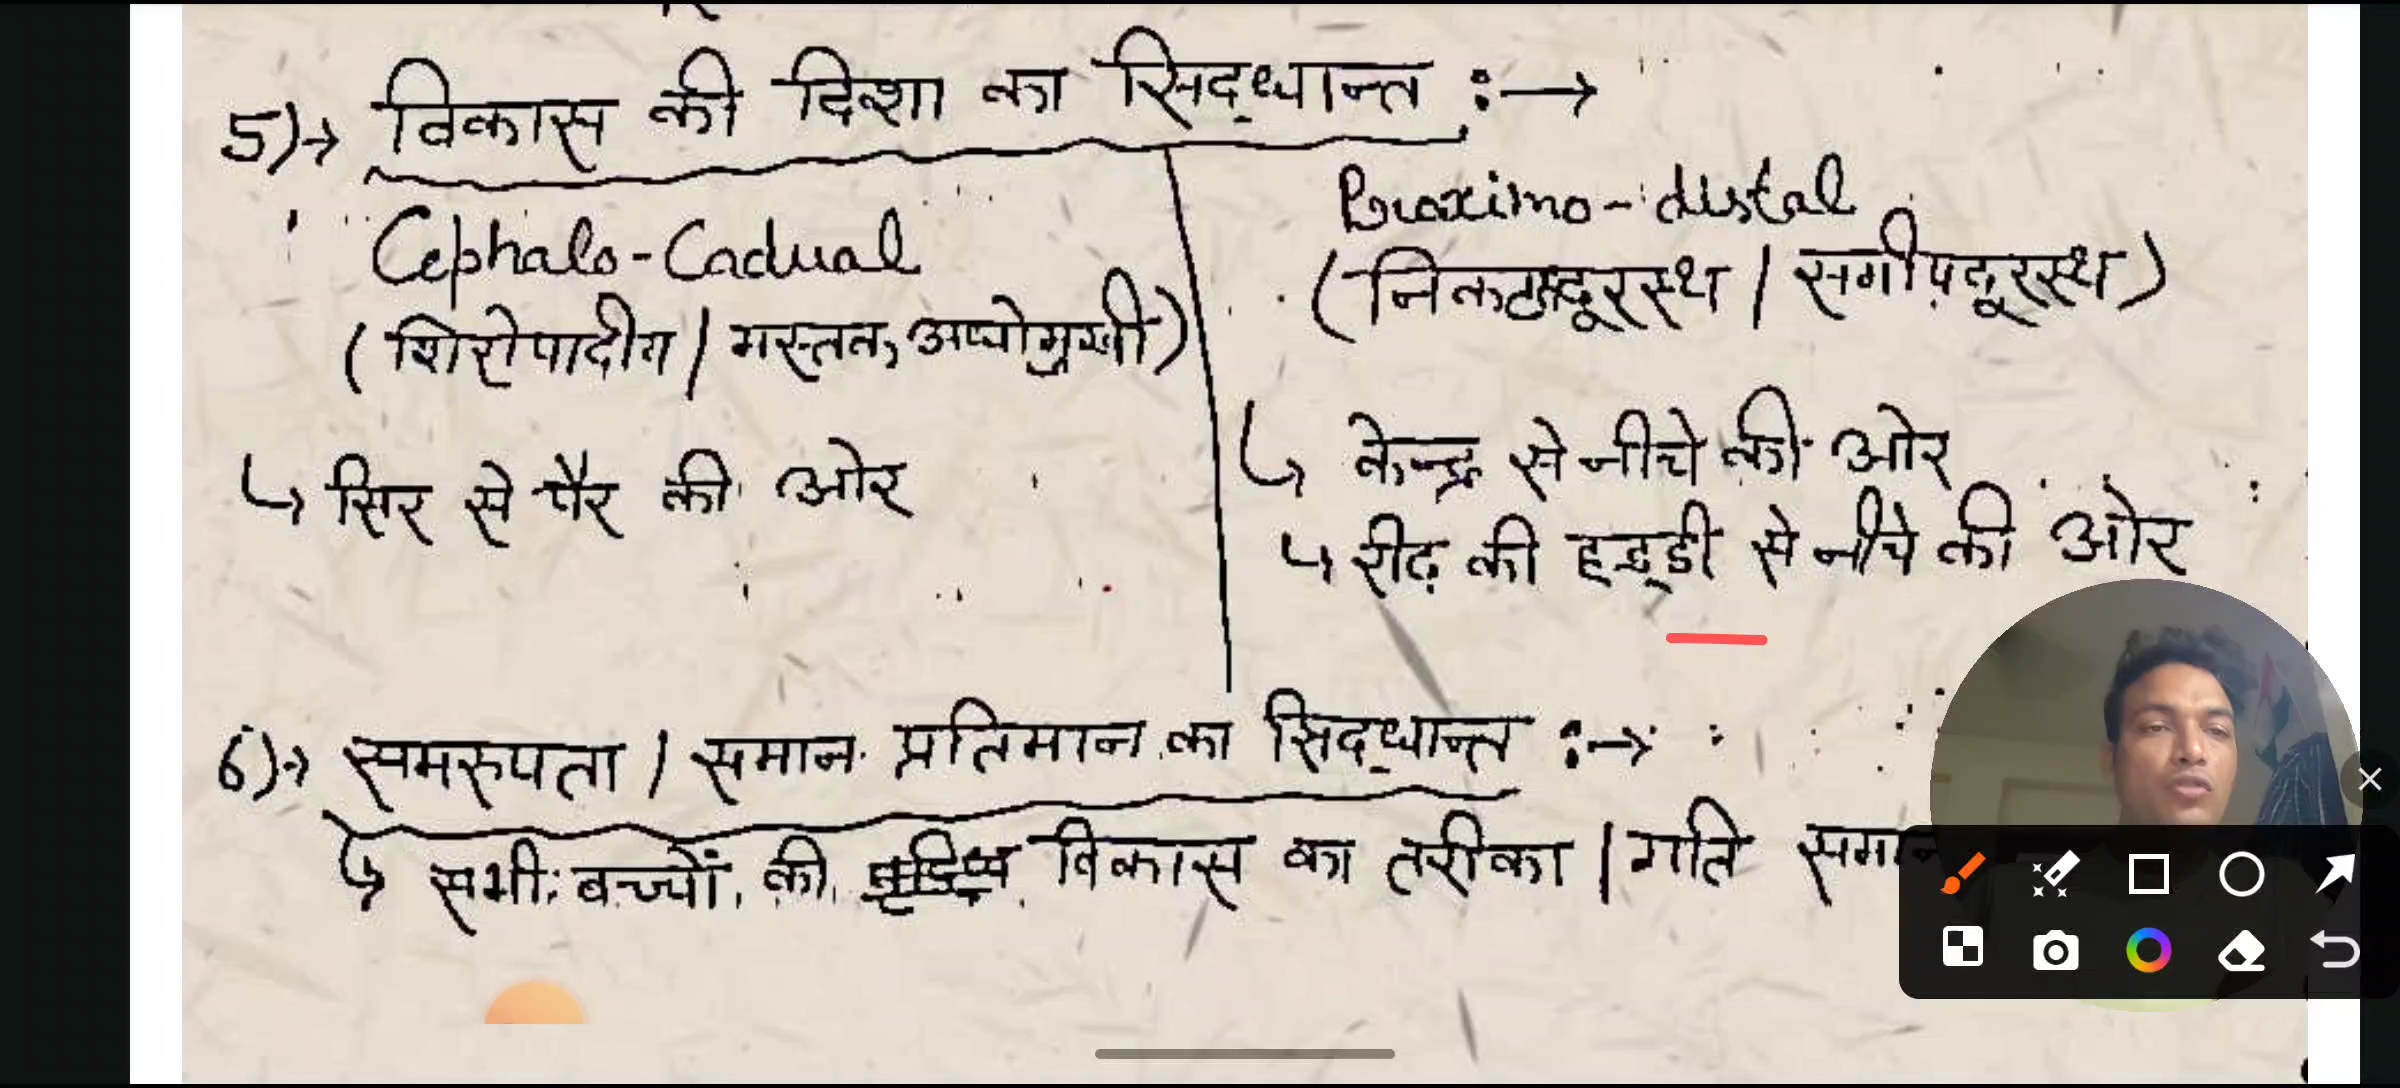 5)→ विकास की दिशा का सिद्धान्त :→
Cephalo-Cadual
(शिरोपादीय / मस्तक अधोमुखी)
↳ सिर से पैर की ओर
Proximo-distal
(निकटदूरस्थ / समीपदूरस्थ)
↳ केन्द्र से नीचे की ओर
↳ रीढ़ की हड्डी से नीचे की ओर
6)→ समरुपता / समान प्रतिमान का सिद्धान्त :→
↳ सभी बच्चों की विकास का तरीका / गति